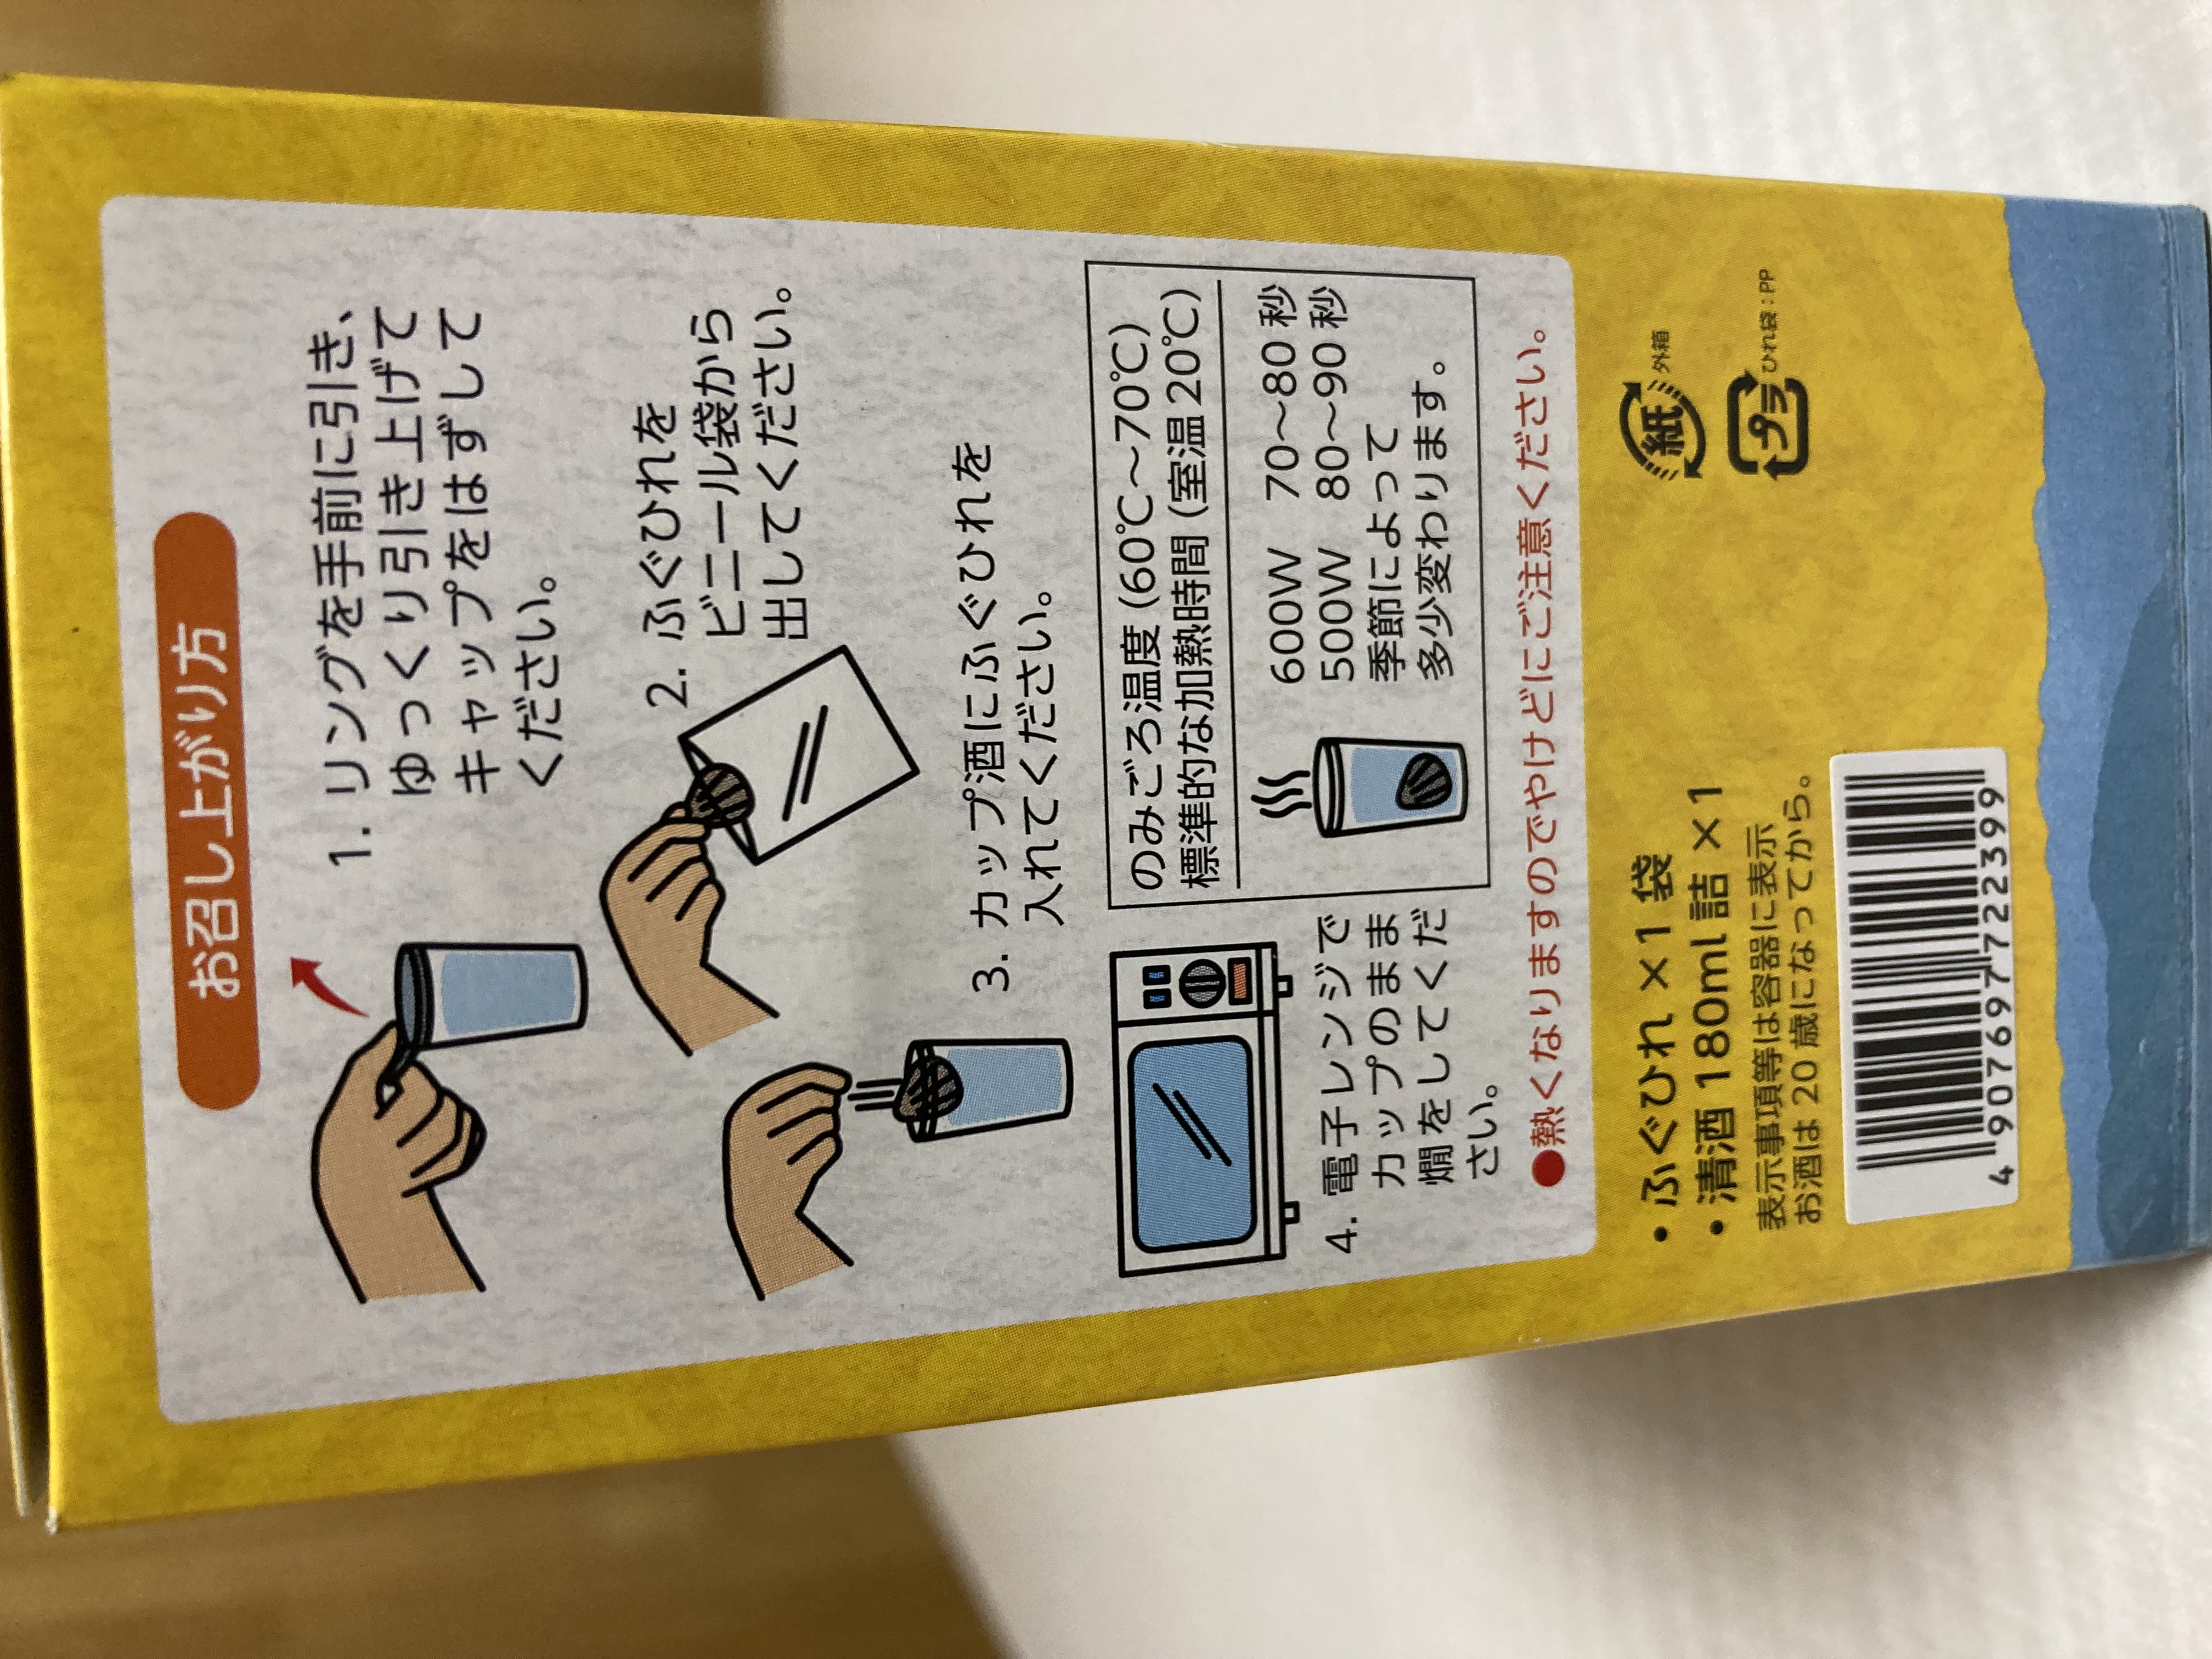 お召し上がり方
1. リングを手前に引き、
ゆっくり引き上げて
キャップをはずして
ください。
2. ふぐひれを
ビニール袋から
出してください。
3. カップ酒にふぐひれを
入れてください。
4. 電子レンジで
カップのまま
燗をしてくだ
さい。
のみごろ温度(60℃〜70℃)
標準的な加熱時間(室温20℃)
600W 70〜80秒
500W 80〜90秒
季節によって
多少変わります。
●熱くなりますのでやけどにご注意ください。
・ふぐひれ×1袋
・清酒180ml詰×1
表示事項等は容器に表示
お酒は20歳になってから。
紙 外箱
プラ ひれ袋:PP
4 907697722399